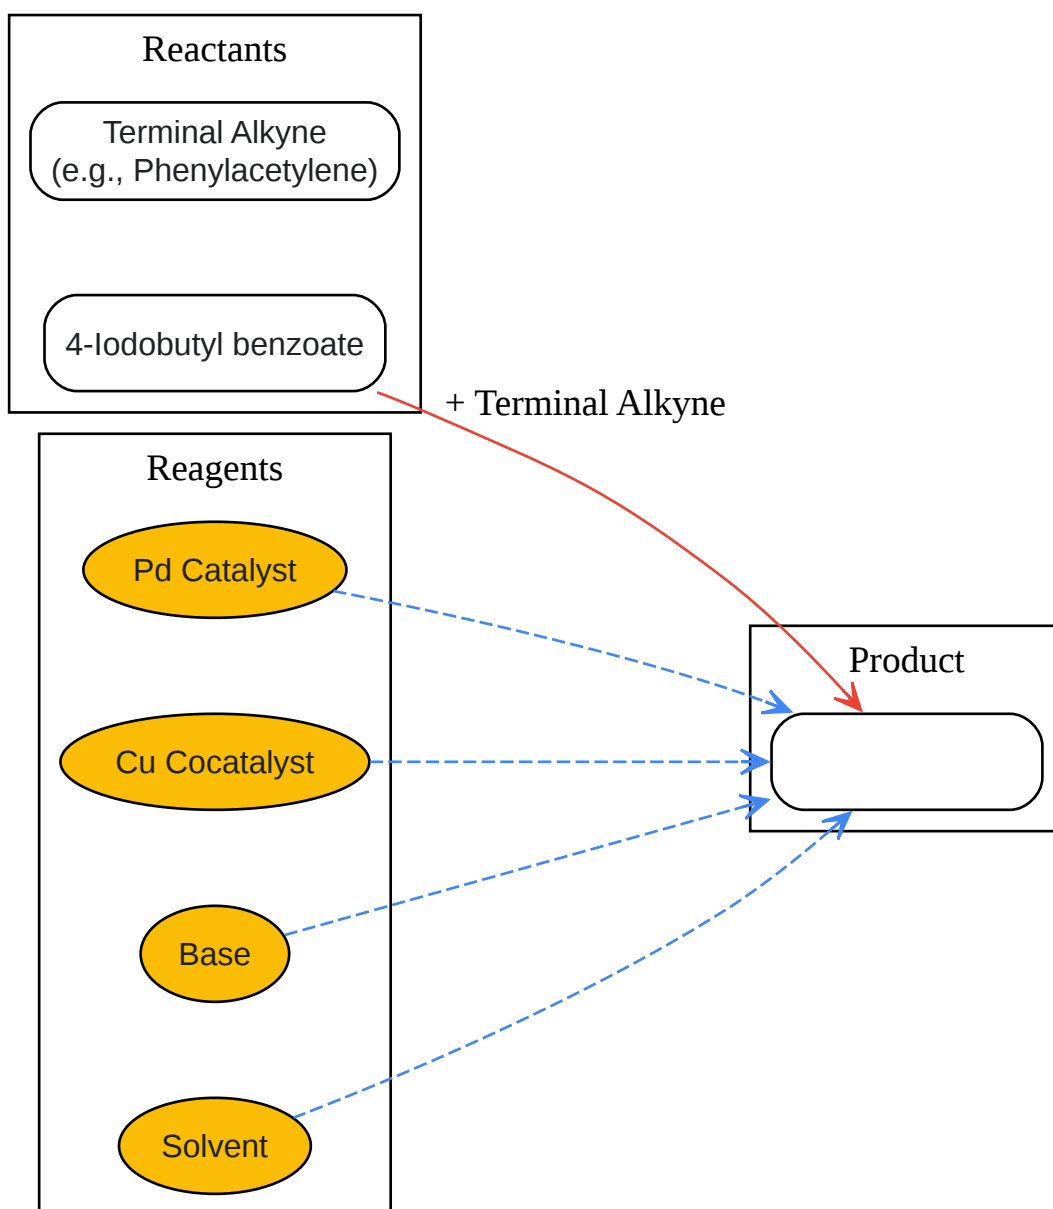 Reactants
Terminal Alkyne
(e.g., Phenylacetylene)
4-Iodobutyl benzoate
+ Terminal Alkyne
Reagents
Pd Catalyst
Cu Cocatalyst
Base
Solvent
Product